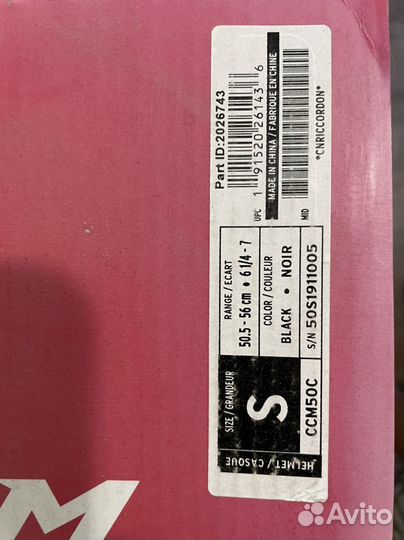 HELMET / CASQUE
SIZE / GRANDEUR
S
CCM50C
RANGE / ECART
50.5 - 56 cm • 6 1/4 - 7
COLOR / COULEUR
BLACK • NOIR
S/N 50S1911005
Part ID:2026743
UPC
1 91520 26143 6
MADE IN CHINA / FABRIQUE EN CHINE
MID
*CNRICCORDON*
Avito